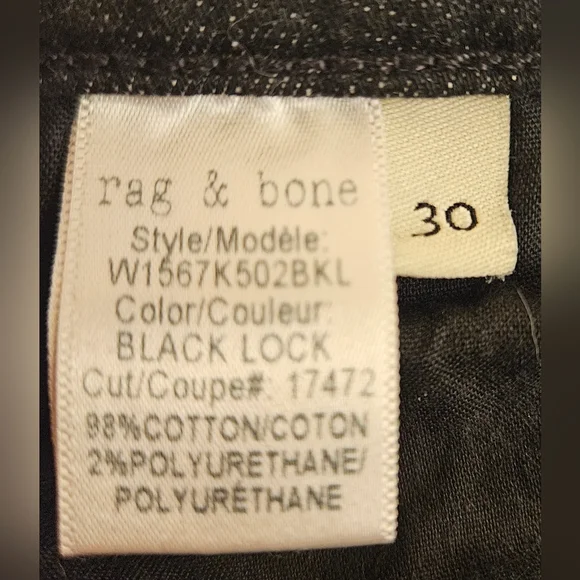 rag & bone
Style/Modèle:
W1567K502BKL
Color/Couleur:
BLACK LOCK
Cut/Coupe#: 17472
98%COTTON/COTON
2%POLYURETHANE/
POLYURÉTHANE
30